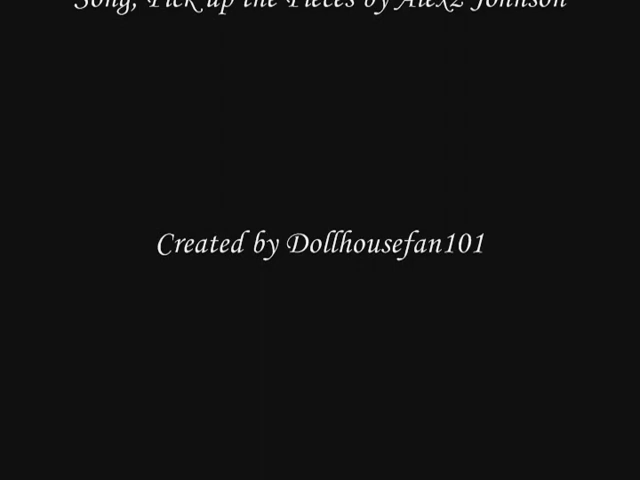 Song, Pick up the Pieces by Alexz Johnson
Created by Dollhousefan101